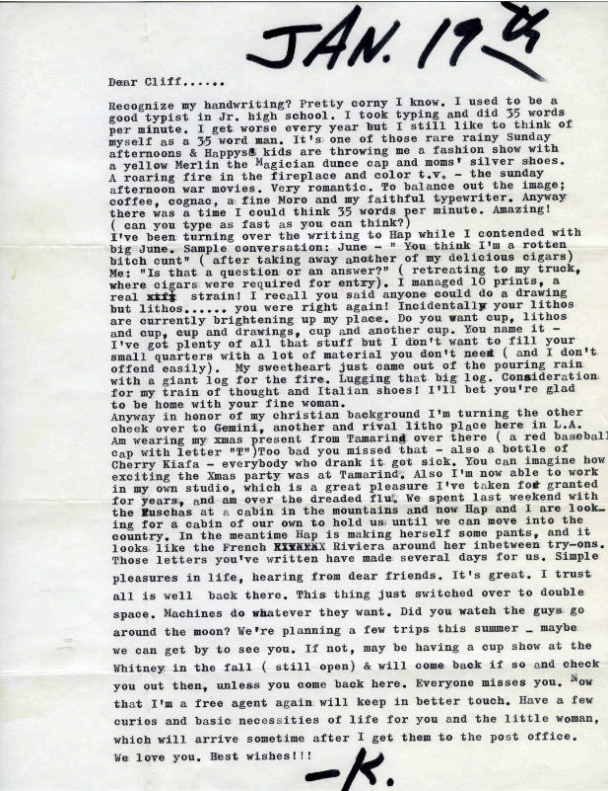 JAN. 19th
Dear Cliff......
Recognize my handwriting? Pretty corny I know. I used to be a
good typist in Jr. high school. I took typing and did 35 words
per minute. I get worse every year but I still like to think of
myself as a 35 word man. It's one of those rare rainy Sunday
afternoons & Happys kids are throwing me a fashion show with
a yellow Merlin the Magician dunce cap and moms' silver shoes.
A roaring fire in the fireplace and color t.v. - the sunday
afternoon war movies. Very romantic. To balance out the image;
coffee, cognac, a fine Moro and my faithful typewriter. Anyway
there was a time I could think 35 words per minute. Amazing!
( can you type as fast as you can think?)
I've been turning over the writing to Hap while I contended with
big June. Sample conversation: June - " You think I'm a rotten
bitch cunt" ( after taking away another of my delicious cigars)
Me: "Is that a question or an answer?" ( retreating to my truck,
where cigars were required for entry). I managed 10 prints, a
real strain! I recall you said anyone could do a drawing
but lithos...... you were right again! Incidentally your lithos
are currently brightening up my place. Do you want cup, lithos
and cup, cup and drawings, cup and another cup. You name it -
I've got plenty of all that stuff but I don't want to fill your
small quarters with a lot of material you don't need ( and I don't
offend easily). My sweetheart just came out of the pouring rain
with a giant log for the fire. Lugging that big log. Consideration
for my train of thought and Italian shoes! I'll bet you're glad
to be home with your fine woman.
Anyway in honor of my christian background I'm turning the other
cheek over to Gemini, another and rival litho place here in L.A.
Am wearing my xmas present from Tamarind over there ( a red baseball
cap with letter "T")Too bad you missed that - also a bottle of
Cherry Kiafa - everybody who drank it got sick. You can imagine how
exciting the Xmas party was at Tamarind. Also I'm now able to work
in my own studio, which is a great pleasure I've taken for granted
for years, and am over the dreaded flu. We spent last weekend with
the Ruschas at a cabin in the mountains and now Hap and I are look-
ing for a cabin of our own to hold us until we can move into the
country. In the meantime Hap is making herself some pants, and it
looks like the French Riviera around her inbetween try-ons.
Those letters you've written have made several days for us. Simple
pleasures in life, hearing from dear friends. It's great. I trust
all is well back there. This thing just switched over to double
space. Machines do whatever they want. Did you watch the guys go
around the moon? We're planning a few trips this summer - maybe
we can get by to see you. If not, may be having a cup show at the
Whitney in the fall ( still open) & will come back if so and check
you out then, unless you come back here. Everyone misses you. Now
that I'm a free agent again will keep in better touch. Have a few
curios and basic necessities of life for you and the little woman,
which will arrive sometime after I get them to the post office.
We love you. Best wishes!!!
-K.